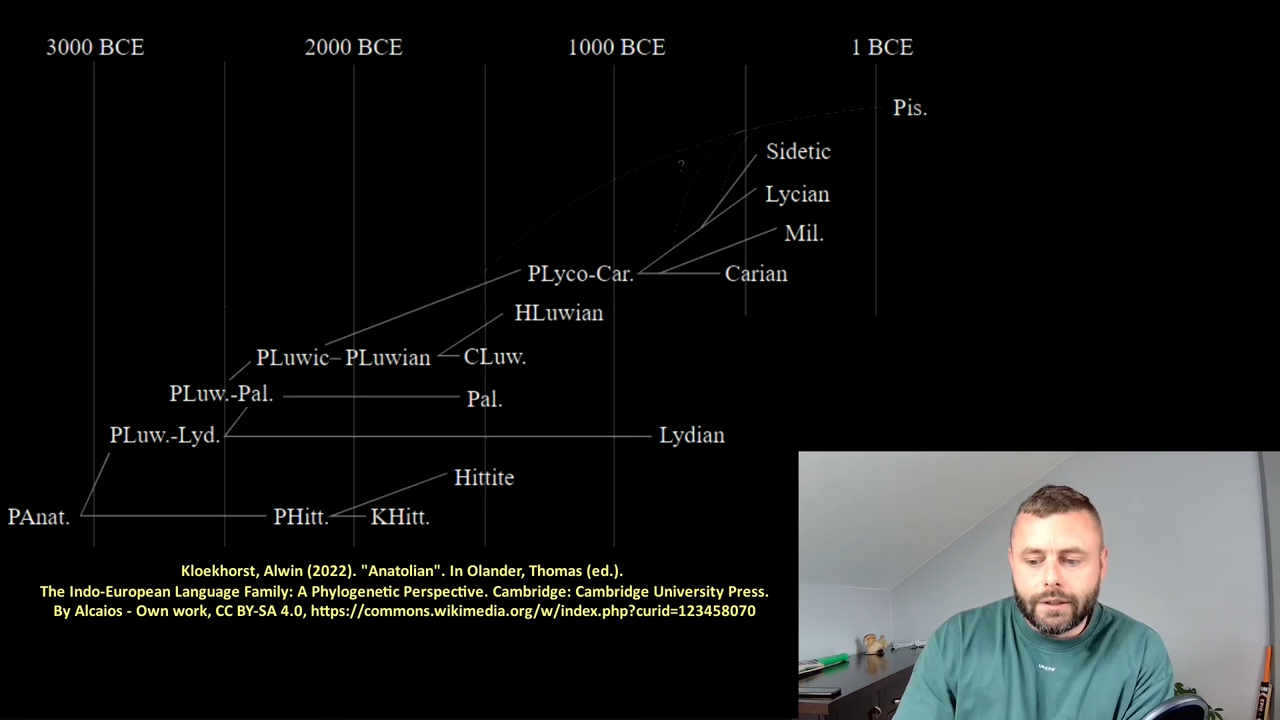 3000 BCE 2000 BCE 1000 BCE 1 BCE
Pis.
Sidetic
?
Lycian
Mil.
PLyco-Car. Carian
HLuwian
PLuwic PLuwian CLuw.
PLuw.-Pal. Pal.
PLuw.-Lyd. Lydian
Hittite
PAnat. PHitt. KHitt.
Kloekhorst, Alwin (2022). "Anatolian". In Olander, Thomas (ed.).
The Indo-European Language Family: A Phylogenetic Perspective. Cambridge: Cambridge University Press.
By Alcaios - Own work, CC BY-SA 4.0, https://commons.wikimedia.org/w/index.php?curid=123458070